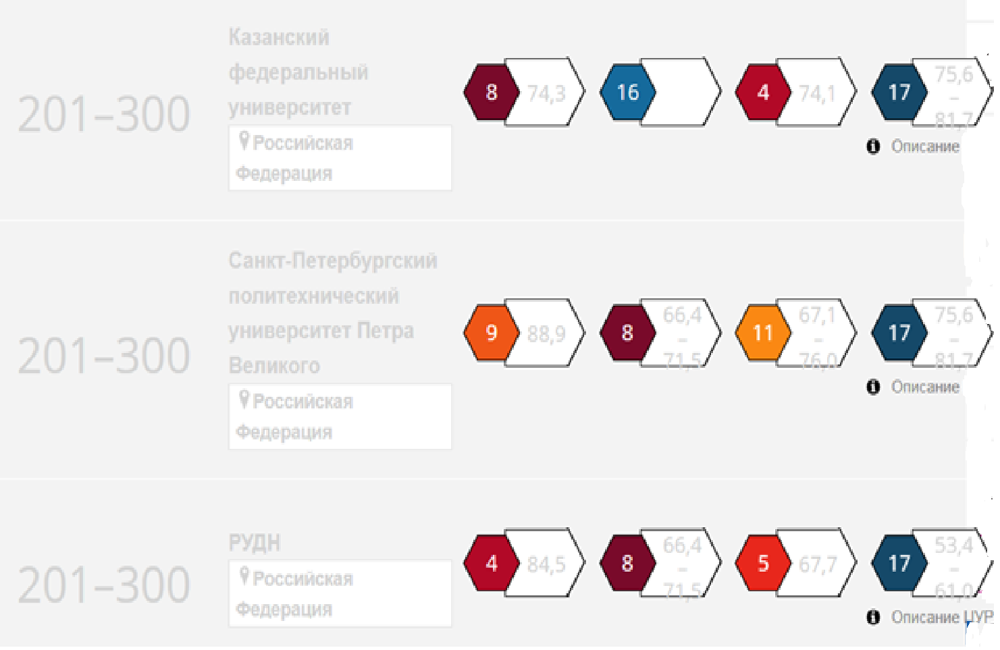 201–300
Казанский
федеральный
университет
Российская
Федерация
8 74,3
16
4 74,1
17 75,6
–
81,7
Описание
201–300
Санкт-Петербургский
политехнический
университет Петра
Великого
Российская
Федерация
9 88,9
8 66,4
–
71,5
11 67,1
–
76,0
17 75,6
–
81,7
Описание
201–300
РУДН
Российская
Федерация
4 84,5
8 66,4
–
71,5
5 67,7
17 53,4
–
61,0
Описание ЦУР